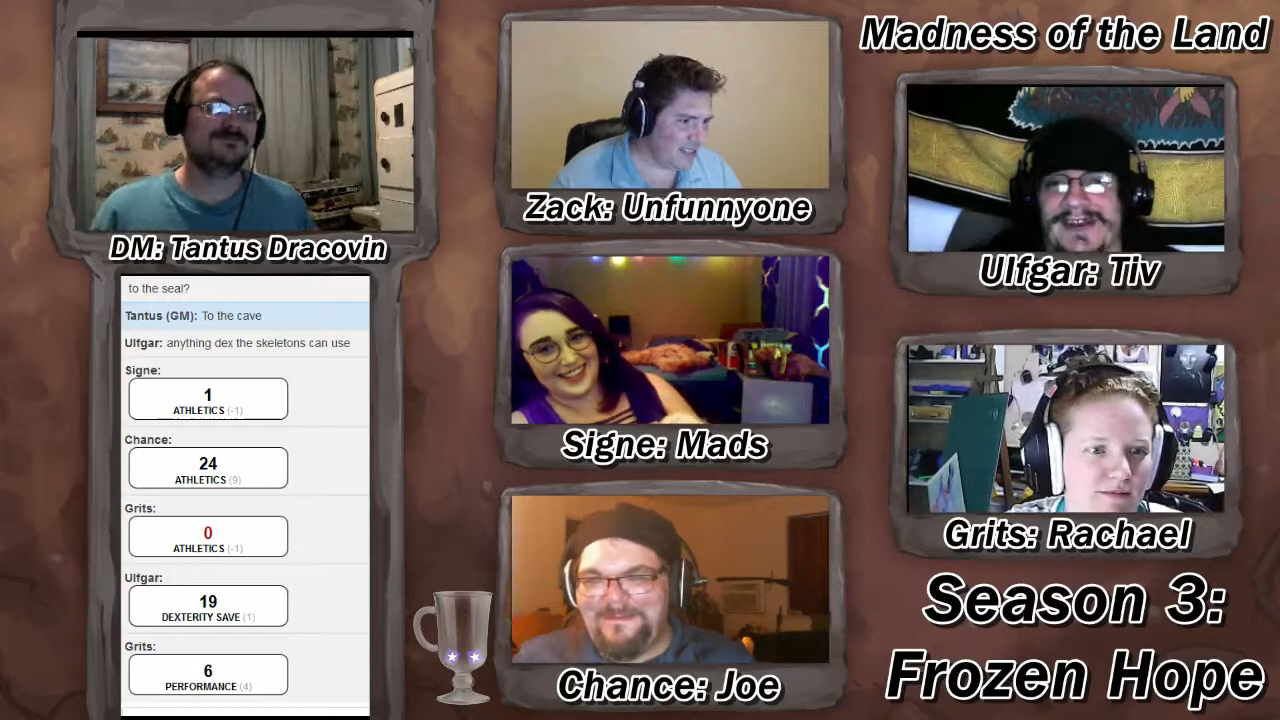 Madness of the Land
DM: Tantus Dracovin
Zack: Unfunnyone
Ulfgar: Tiv
Signe: Mads
Grits: Rachael
Chance: Joe
Season 3:
Frozen Hope
to the seal?
Tantus (GM): To the cave
Ulfgar: anything dex the skeletons can use
Signe:
1
ATHLETICS (-1)
Chance:
24
ATHLETICS (9)
Grits:
0
ATHLETICS (-1)
Ulfgar:
19
DEXTERITY SAVE (1)
Grits:
6
PERFORMANCE (4)